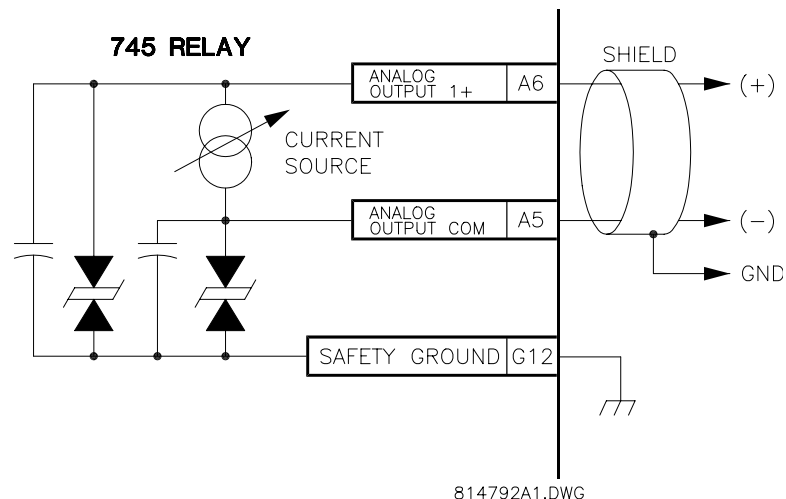 745 RELAY
SHIELD
ANALOG
OUTPUT 1+
A6
(+)
CURRENT
SOURCE
ANALOG
OUTPUT COM
A5
(-)
GND
SAFETY GROUND
G12
814792A1.DWG